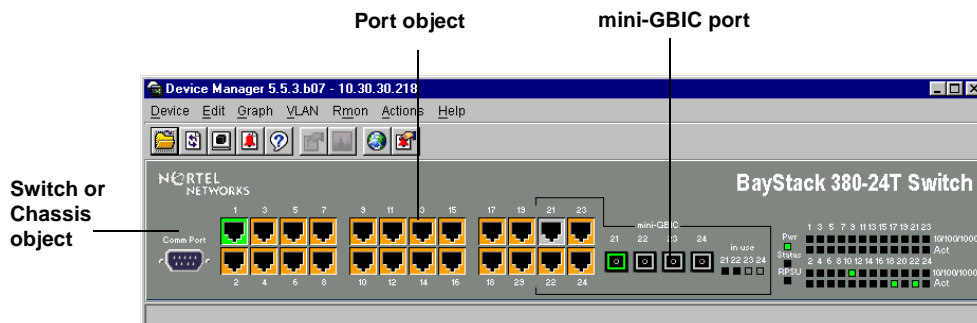 Port object
mini-GBIC port
Device Manager 5.5.3.b07 - 10.30.30.218
Device Edit Graph VLAN Rmon Actions Help
Switch or
Chassis
object
NORTEL
NETWORKS
BayStack 380-24T Switch
Comm Port
1 3 5 7 9 11 13 15 17 19 21 23
2 4 6 8 10 12 14 16 18 29 22 24
mini-GBIC
21 22 23 24
in use
21 22 23 24
Pwr
Status
RPSU
1 3 5 7 9 11 13 15 17 19 21 23
10/100/1000
Act
2 4 6 8 10 12 14 16 18 20 22 24
10/100/1000
Act